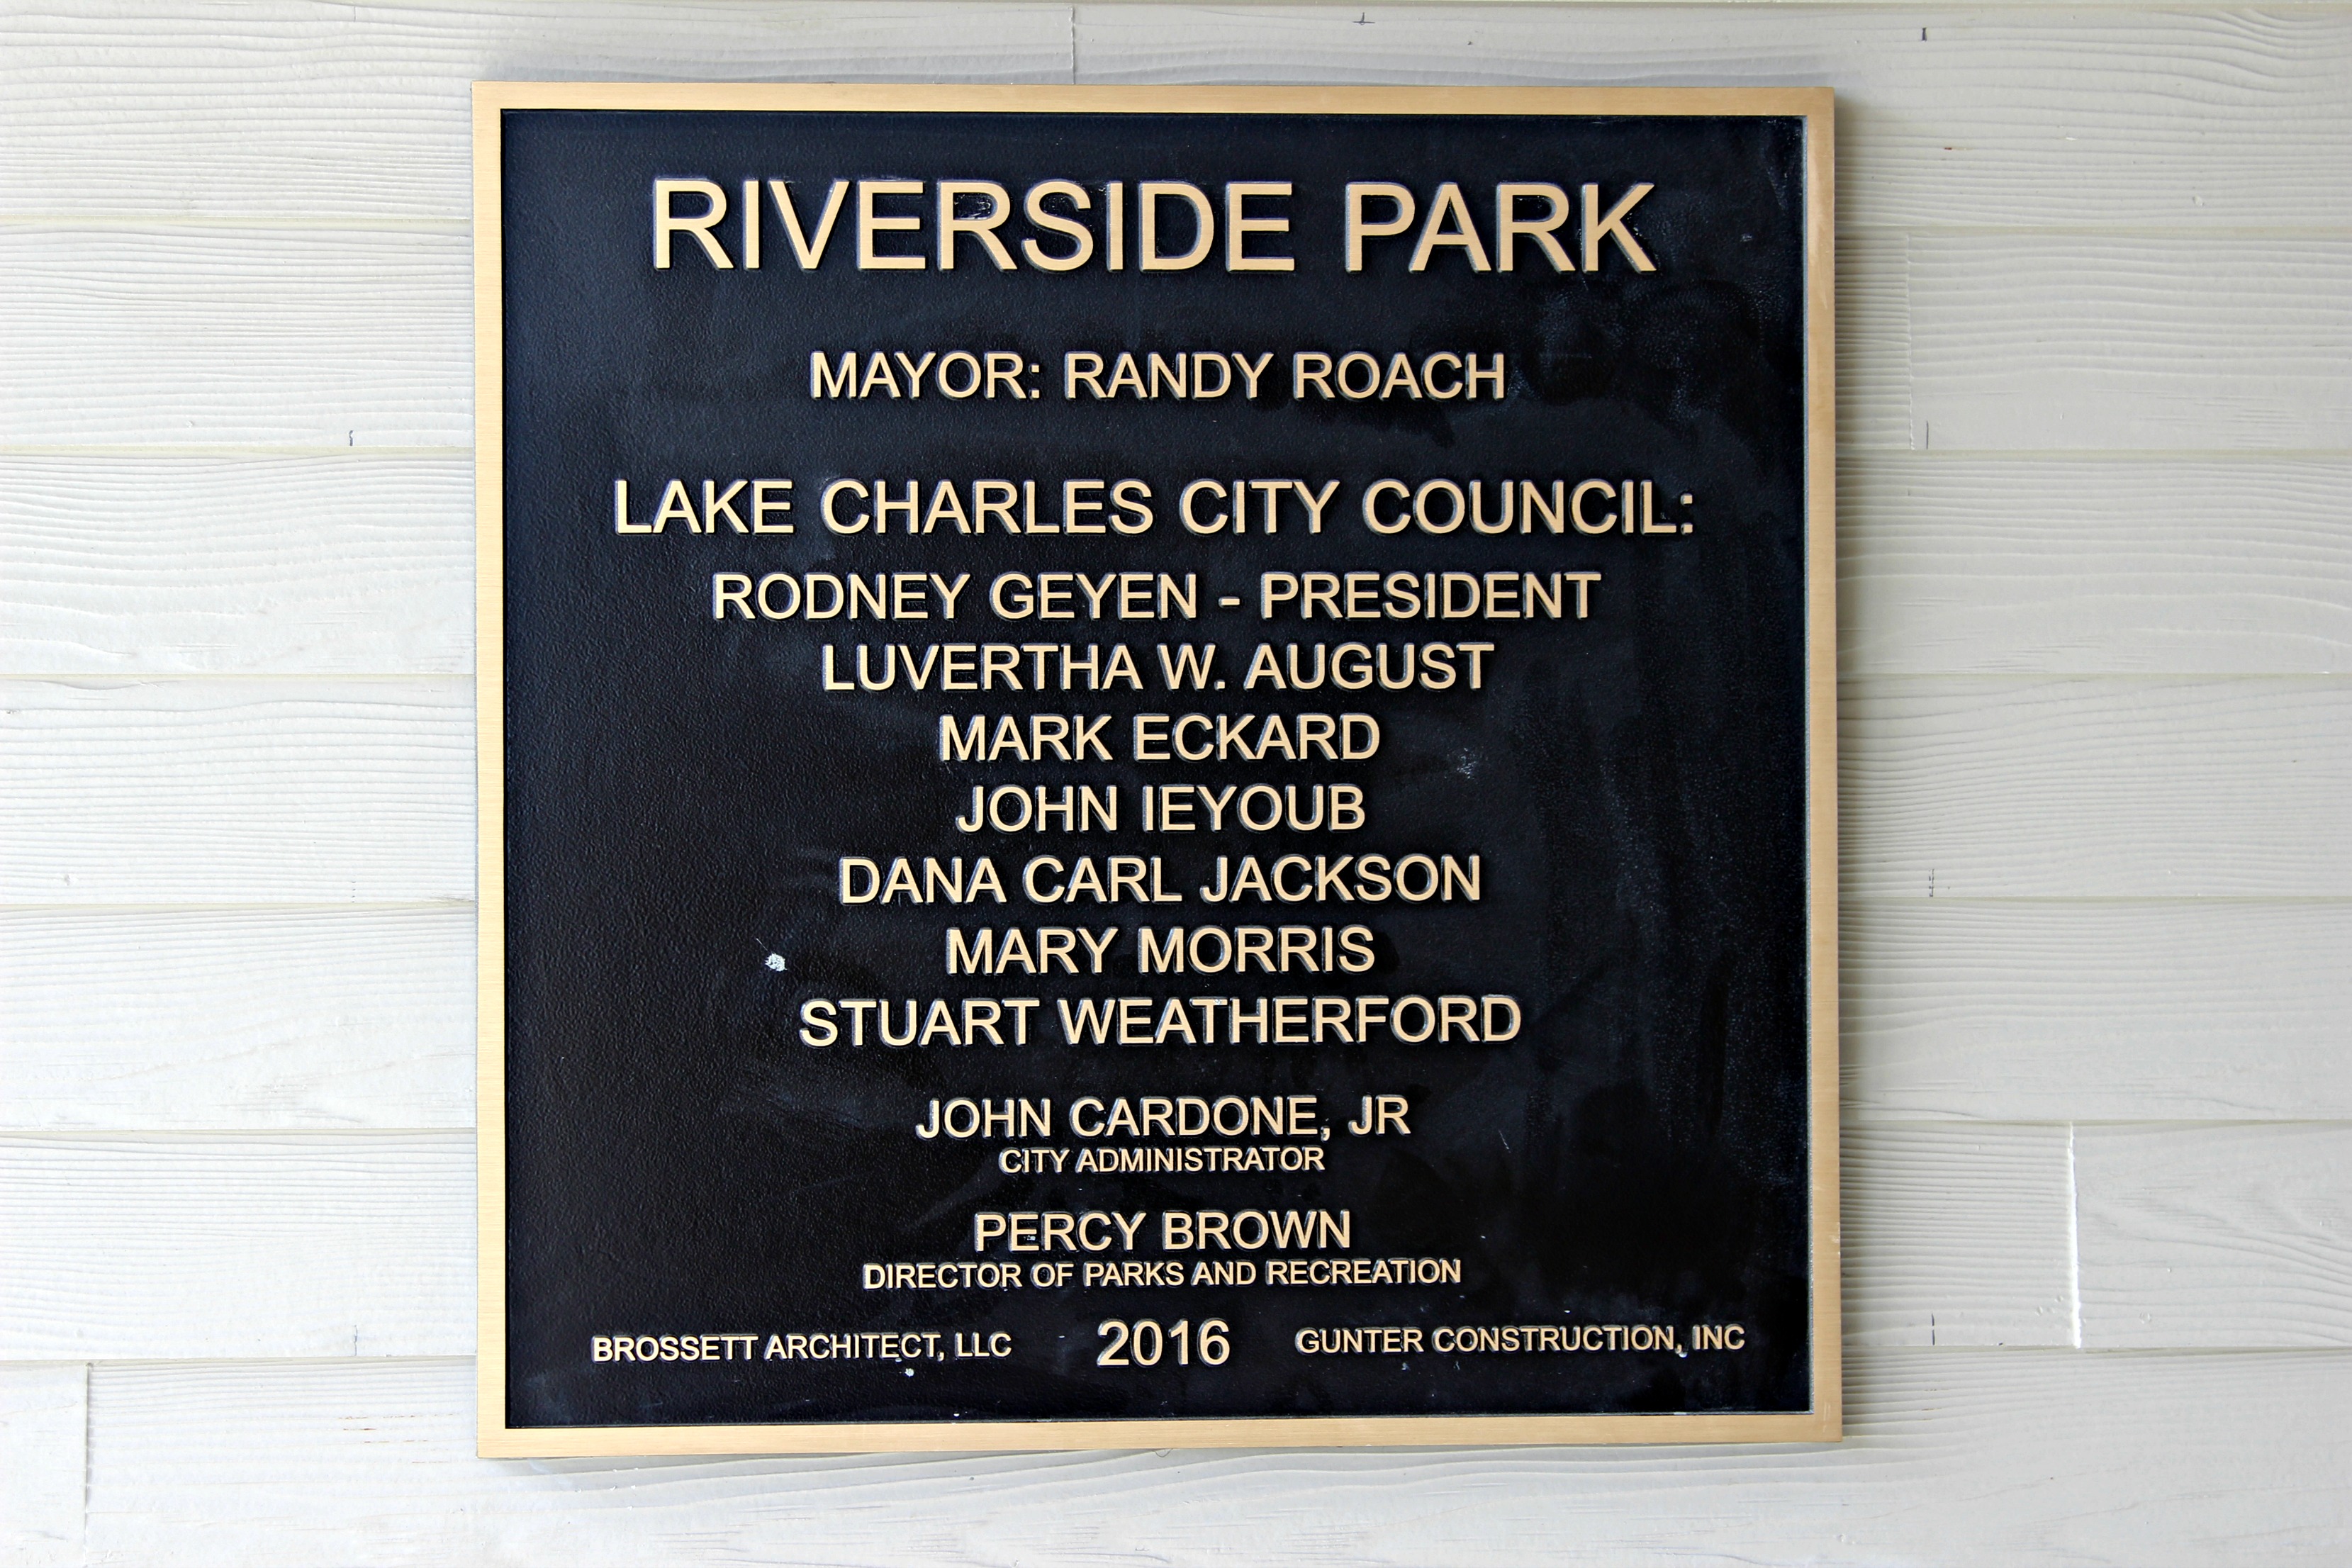 RIVERSIDE PARK
MAYOR: RANDY ROACH
LAKE CHARLES CITY COUNCIL:
RODNEY GEYEN - PRESIDENT
LUVERTHA W. AUGUST
MARK ECKARD
JOHN IEYOUB
DANA CARL JACKSON
MARY MORRIS
STUART WEATHERFORD
JOHN CARDONE, JR
CITY ADMINISTRATOR
PERCY BROWN
DIRECTOR OF PARKS AND RECREATION
BROSSETT ARCHITECT, LLC 2016 GUNTER CONSTRUCTION, INC